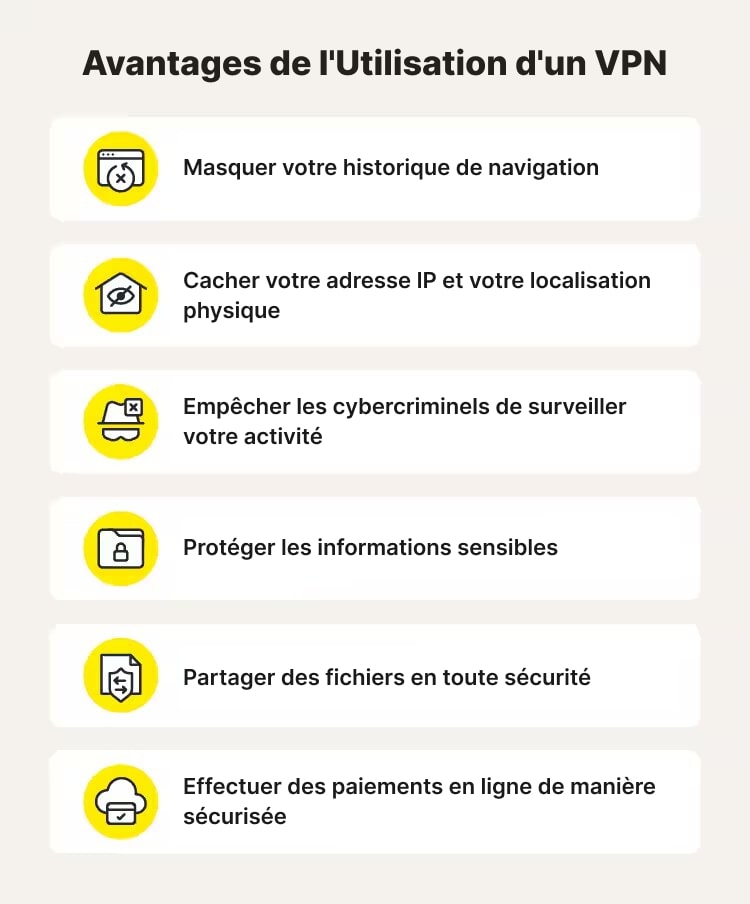 Avantages de l'Utilisation d'un VPN
Masquer votre historique de navigation
Cacher votre adresse IP et votre localisation
physique
Empêcher les cybercriminels de surveiller
votre activité
Protéger les informations sensibles
Partager des fichiers en toute sécurité
Effectuer des paiements en ligne de manière
sécurisée